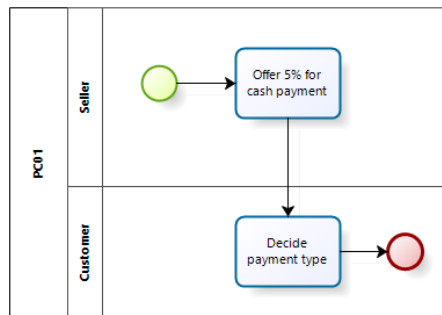 PC01
Seller
Offer 5% for
cash payment
Customer
Decide
payment type